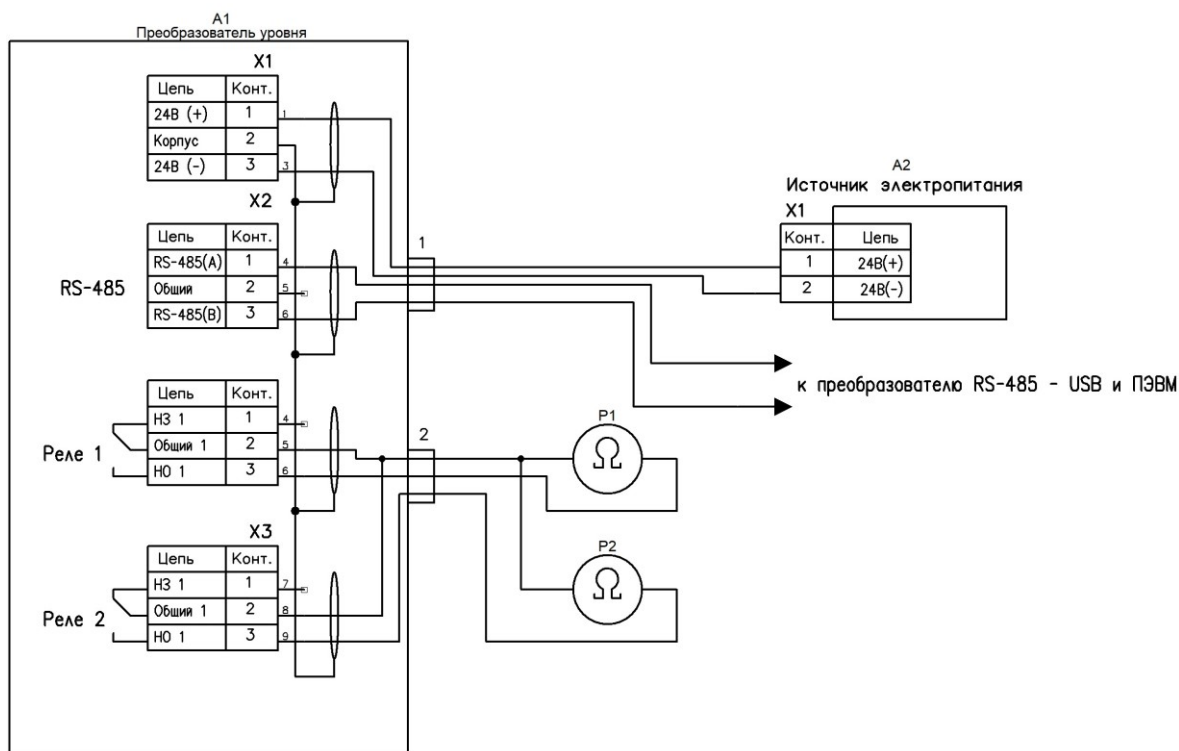 A1
Преобразователь уровня
X1
Цепь Конт.
24В (+) 1 1
Корпус 2
24В (-) 3 3
X2
Цепь Конт.
RS-485(A) 1 4
Общий 2 5
RS-485(B) 3 6
RS-485
1
A2
Источник электропитания
X1
Конт. Цепь
1 24В(+)
2 24В(-)
к преобразователю RS-485 - USB и ПЭВМ
Цепь Конт.
НЗ 1 1 4
Общий 1 2 5
НО 1 3 6
Реле 1
2
P1
Ω
X3
Цепь Конт.
НЗ 1 1 7
Общий 1 2 8
НО 1 3 9
Реле 2
P2
Ω